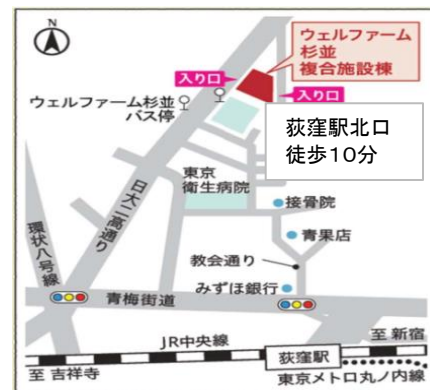 N
ウェルファーム
杉並
複合施設棟
入り口
入り口
ウェルファーム杉並
バス停
荻窪駅北口
徒歩10分
東京
衛生病院
日大二高通り
接骨院
環状八号線
青果店
教会通り
みずほ銀行
青梅街道
JR中央線
至 新宿
荻窪駅
至 吉祥寺
東京メトロ丸ノ内線